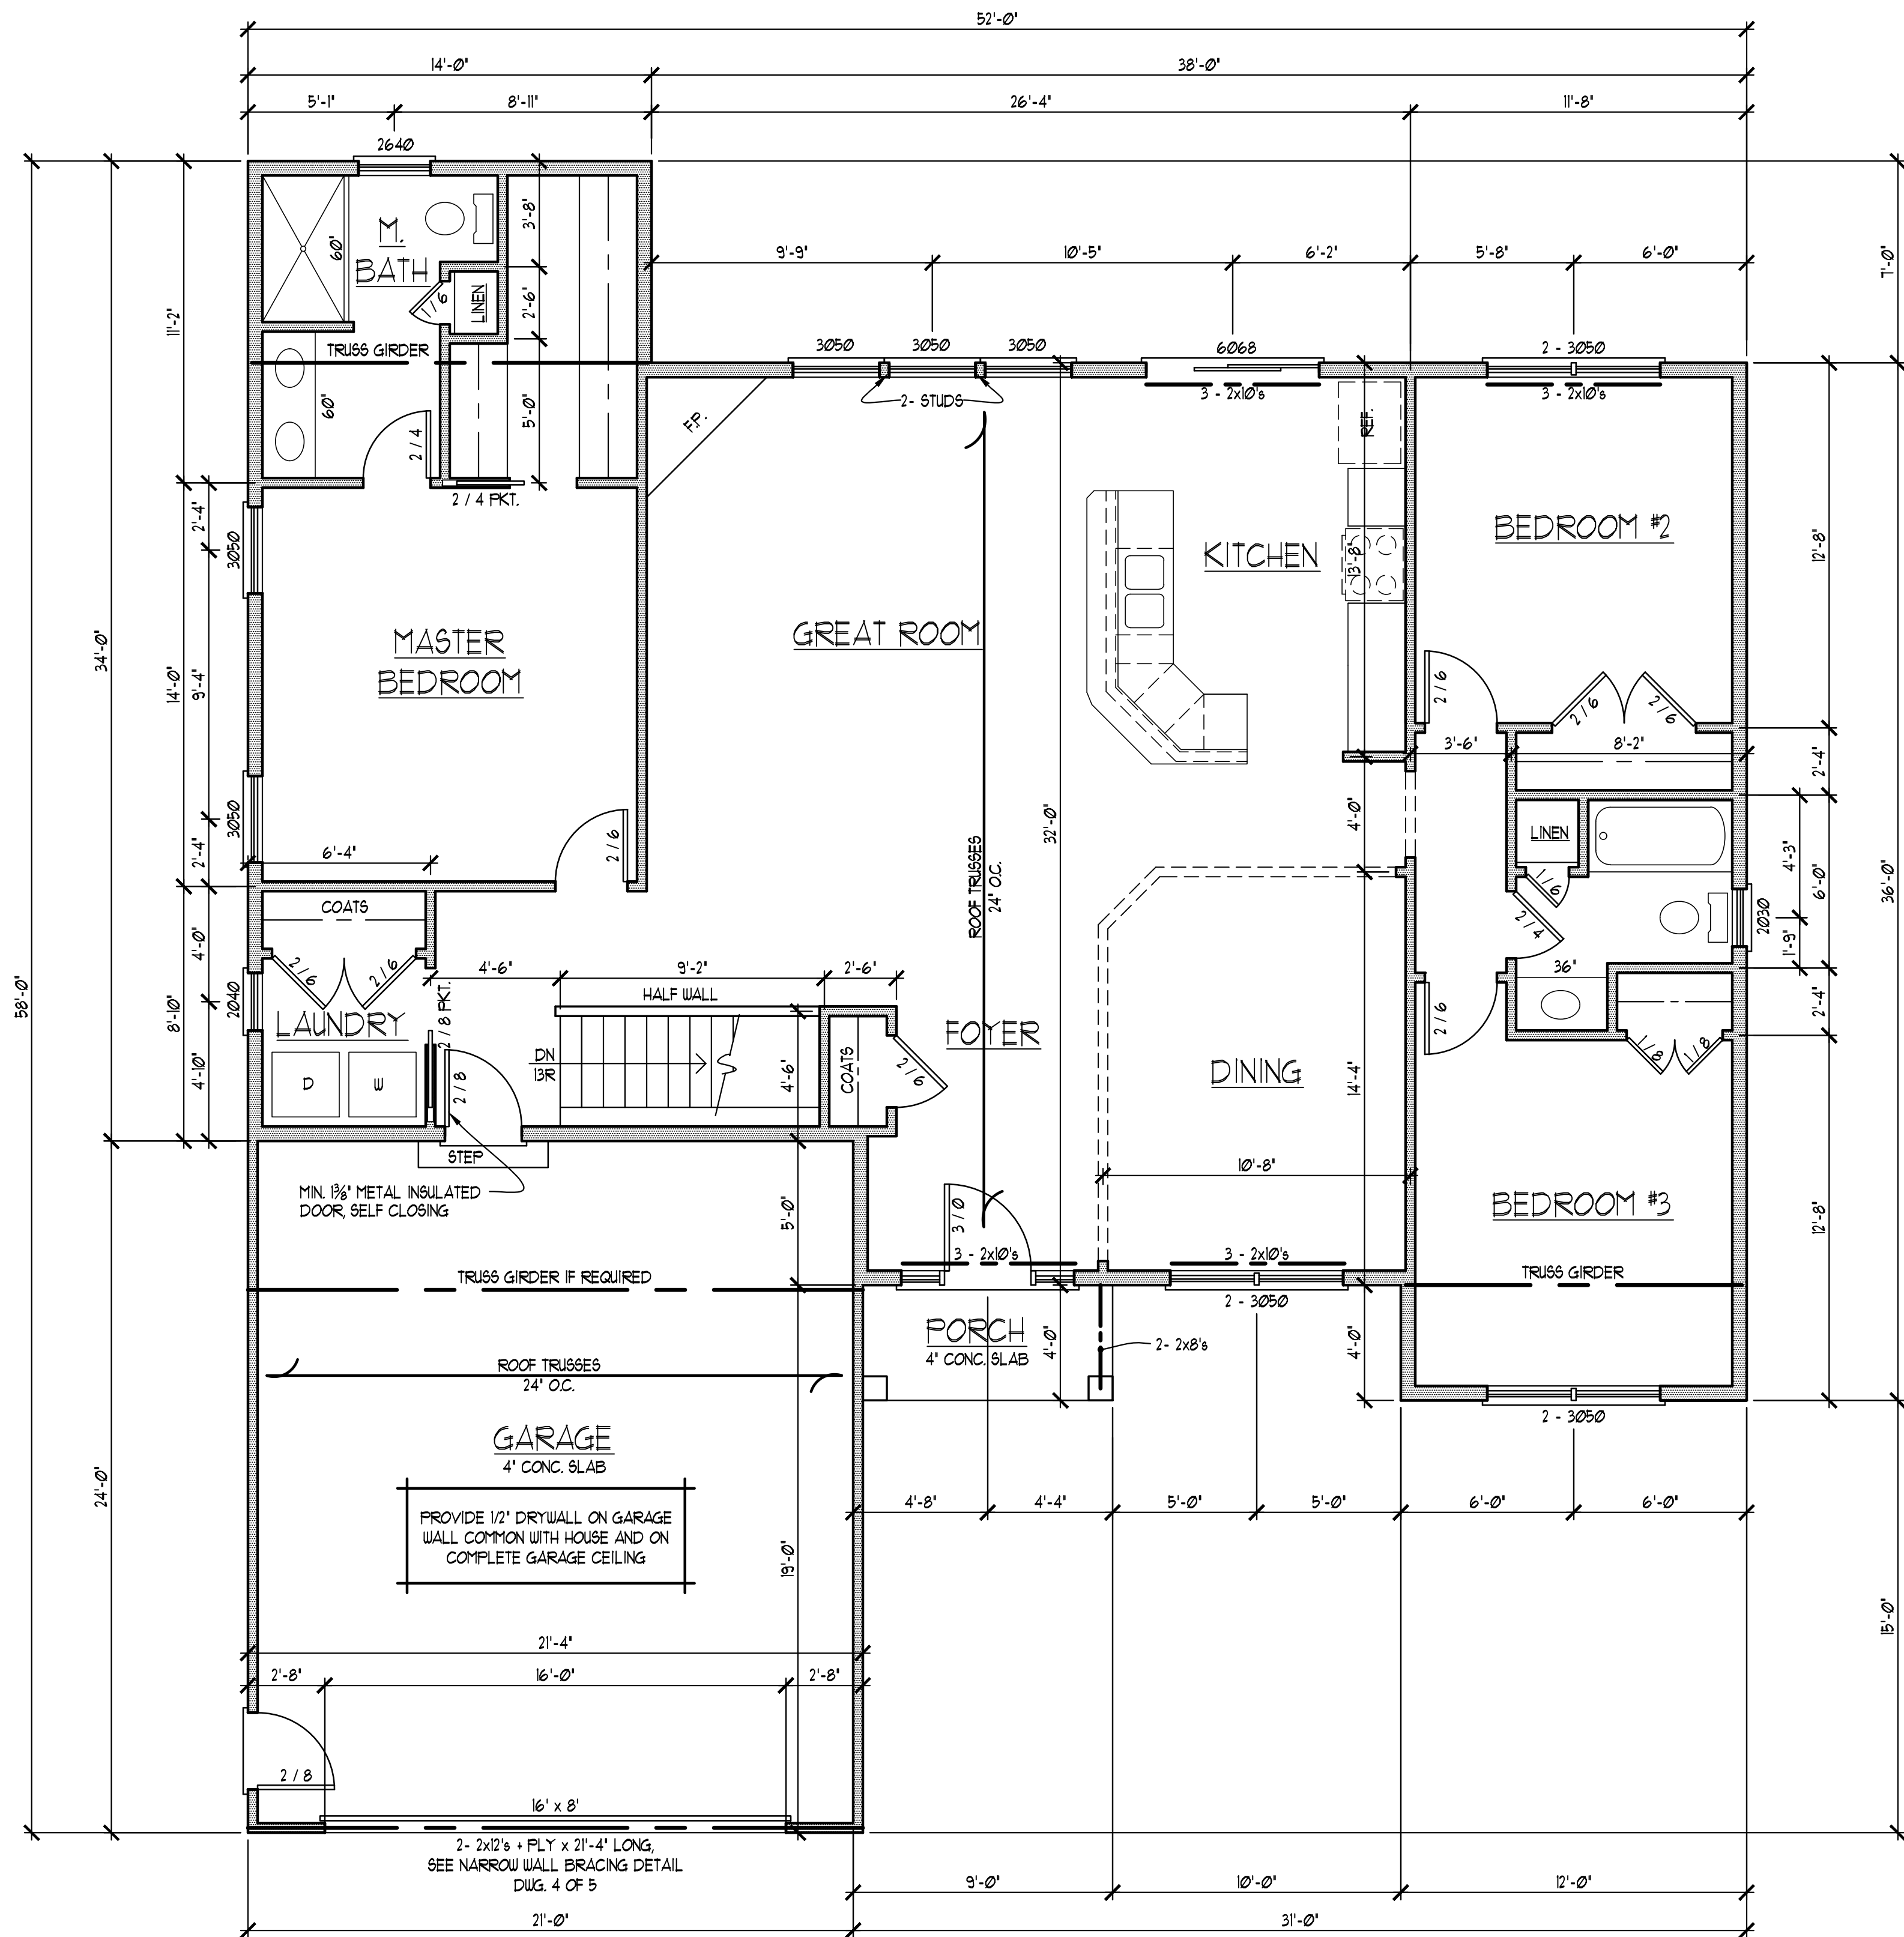 52'-0"
14'-0" 38'-0"
5'-1" 8'-11" 26'-4" 11'-8"
2640
M.
BATH
60"
3'-8"
2'-6"
1/6
LINEN
TRUSS GIRDER
60"
2 / 4
5'-0"
2 / 4 PKT.
11'-2"
9'-9" 10'-5" 6'-2" 5'-8" 6'-0"
7'-0"
3050 3050 3050 6068 2 - 3050
2- STUDS
3 - 2x10's
3 - 2x10's
F.P.
REF.
KITCHEN
13'-8"
BEDROOM #2
12'-8"
GREAT ROOM
MASTER
BEDROOM
2'-4"
3050
9'-4"
14'-0"
34'-0"
58'-0"
3050
2'-4"
6'-4"
2 / 6
2 / 6
2/6
2/6
3'-6" 8'-2"
2'-4"
ROOF TRUSSES
24" O.C.
32'-0"
4'-0"
LINEN
1/6
2/4
4'-3"
6'-0"
36'-0"
2030
1'-9"
36"
2'-4"
2 / 6
1/8
1/8
COATS
2/6
2/6
4'-0"
2040
8'-10"
4'-10"
LAUNDRY
2 / 8 PKT.
D W
4'-6" 9'-2" 2'-6"
HALF WALL
DN
13R
4'-6"
COATS
2/6
FOYER
DINING
14'-4"
2 / 8
STEP
MIN. 1⅜" METAL INSULATED
DOOR, SELF CLOSING
5'-0"
3 / 0
3 - 2x10's
10'-8"
3 - 2x10's
2 - 3050
BEDROOM #3
12'-8"
TRUSS GIRDER
TRUSS GIRDER IF REQUIRED
PORCH
4" CONC. SLAB
4'-0"
2- 2x8's
4'-0"
2 - 3050
ROOF TRUSSES
24" O.C.
GARAGE
4" CONC. SLAB
PROVIDE 1/2" DRYWALL ON GARAGE
WALL COMMON WITH HOUSE AND ON
COMPLETE GARAGE CEILING
24'-0"
19'-0"
4'-8" 4'-4" 5'-0" 5'-0" 6'-0" 6'-0"
15'-0"
21'-4"
2'-8" 16'-0" 2'-8"
2 / 8
16' x 8'
2- 2x12's + PLY x 21'-4" LONG,
SEE NARROW WALL BRACING DETAIL
DWG. 4 OF 5
9'-0" 10'-0" 12'-0"
21'-0" 31'-0"